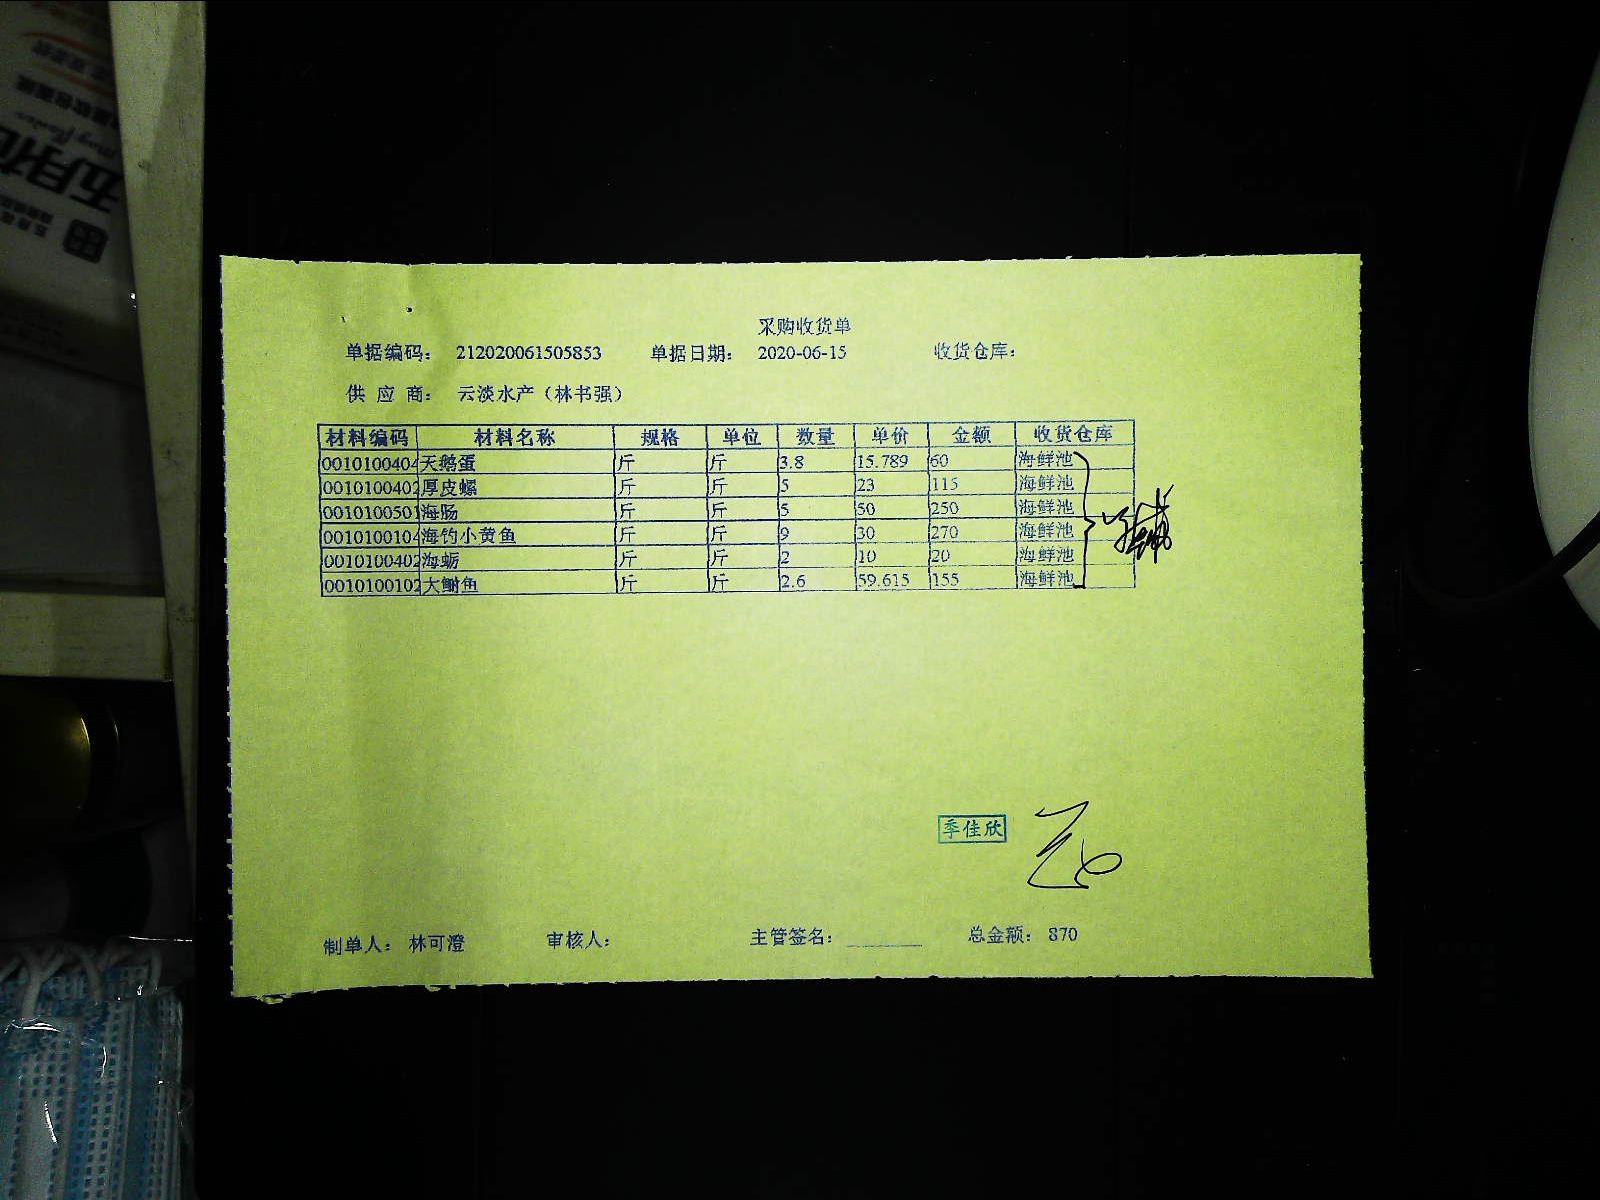 采购收货单
单据编码： 212020061505853 单据日期： 2020-06-15 收货仓库：
供 应 商： 云淡水产（林书强）
材料编码 材料名称 规格 单位 数量 单价 金额 收货仓库
0010100404 天鹅蛋 斤 斤 3.8 15.789 60 海鲜池
0010100402 厚皮螺 斤 斤 5 23 115 海鲜池
0010100501 海肠 斤 斤 5 50 250 海鲜池
0010100104 海钓小黄鱼 斤 斤 9 30 270 海鲜池
0010100402 海蛎 斤 斤 2 10 20 海鲜池
0010100102 大鮒鱼 斤 斤 2.6 59.615 155 海鲜池
季佳欣
制单人： 林可澄 审核人： 主管签名： 总金额： 870
五月花